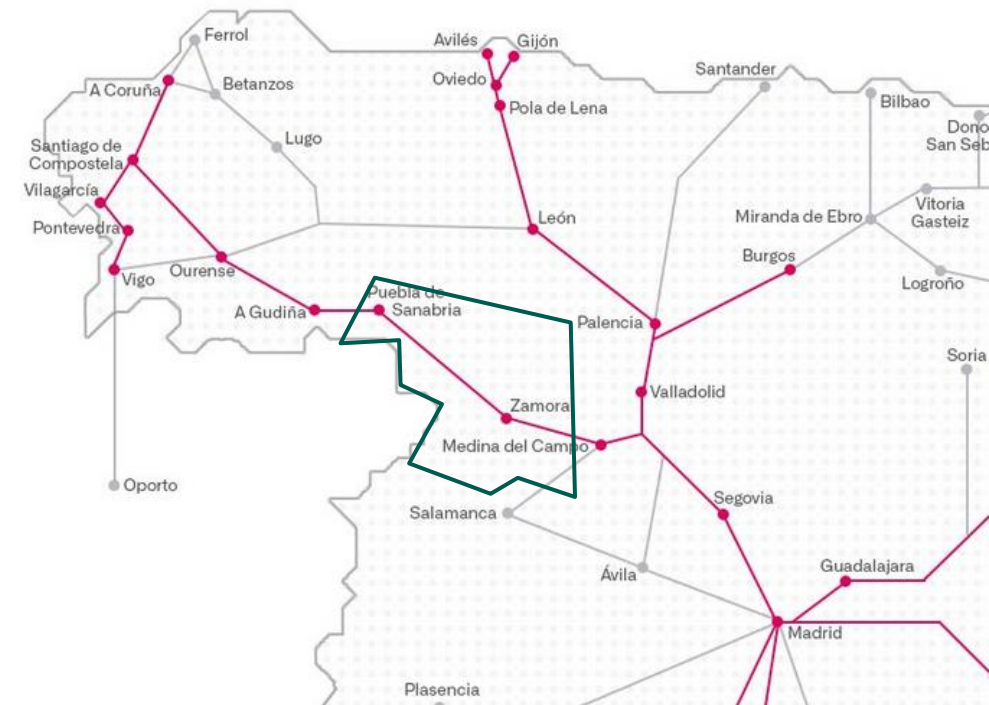 Ferrol
Avilés
Gijón
Santander
Oviedo
A Coruña
Betanzos
Pola de Lena
Bilbao
Dono
San Seb
Lugo
Santiago de
Compostela
Vilagarcía
Pontevedra
León
Miranda de Ebro
Vitoria
Gasteiz
Ourense
Vigo
Burgos
Logroño
Puebla de
Sanabria
A Gudiña
Palencia
Soria
Valladolid
Zamora
Medina del Campo
Oporto
Salamanca
Segovia
Ávila
Guadalajara
Madrid
Plasencia